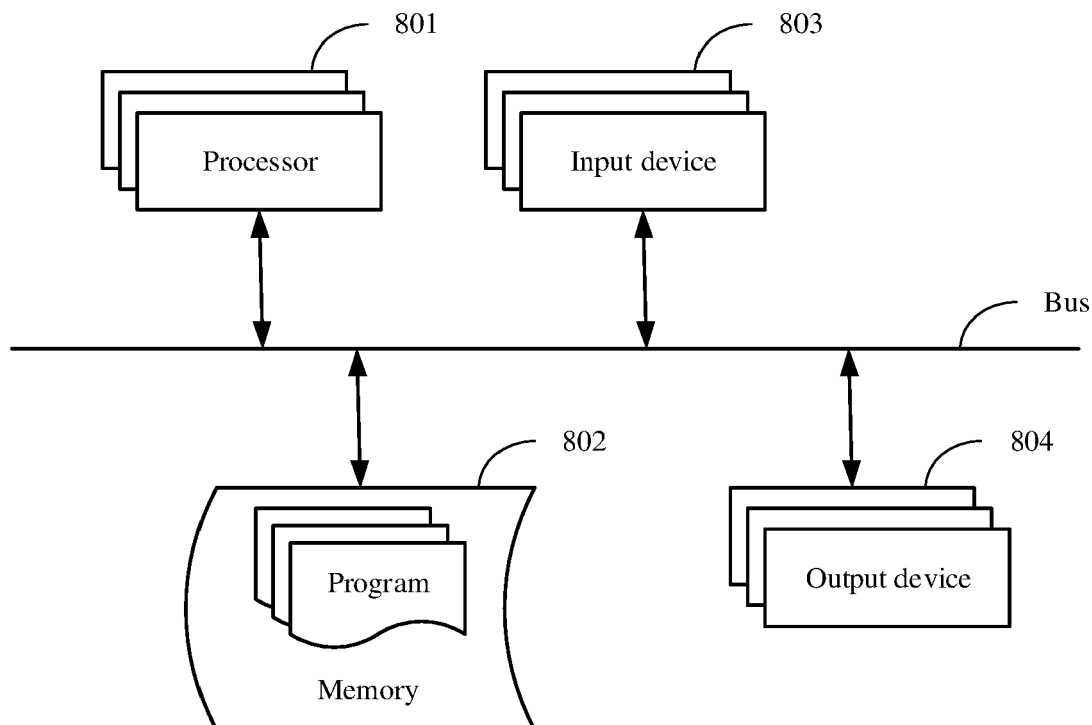 801
803
Processor
Input device
Bus
802
804
Program
Output device
Memory